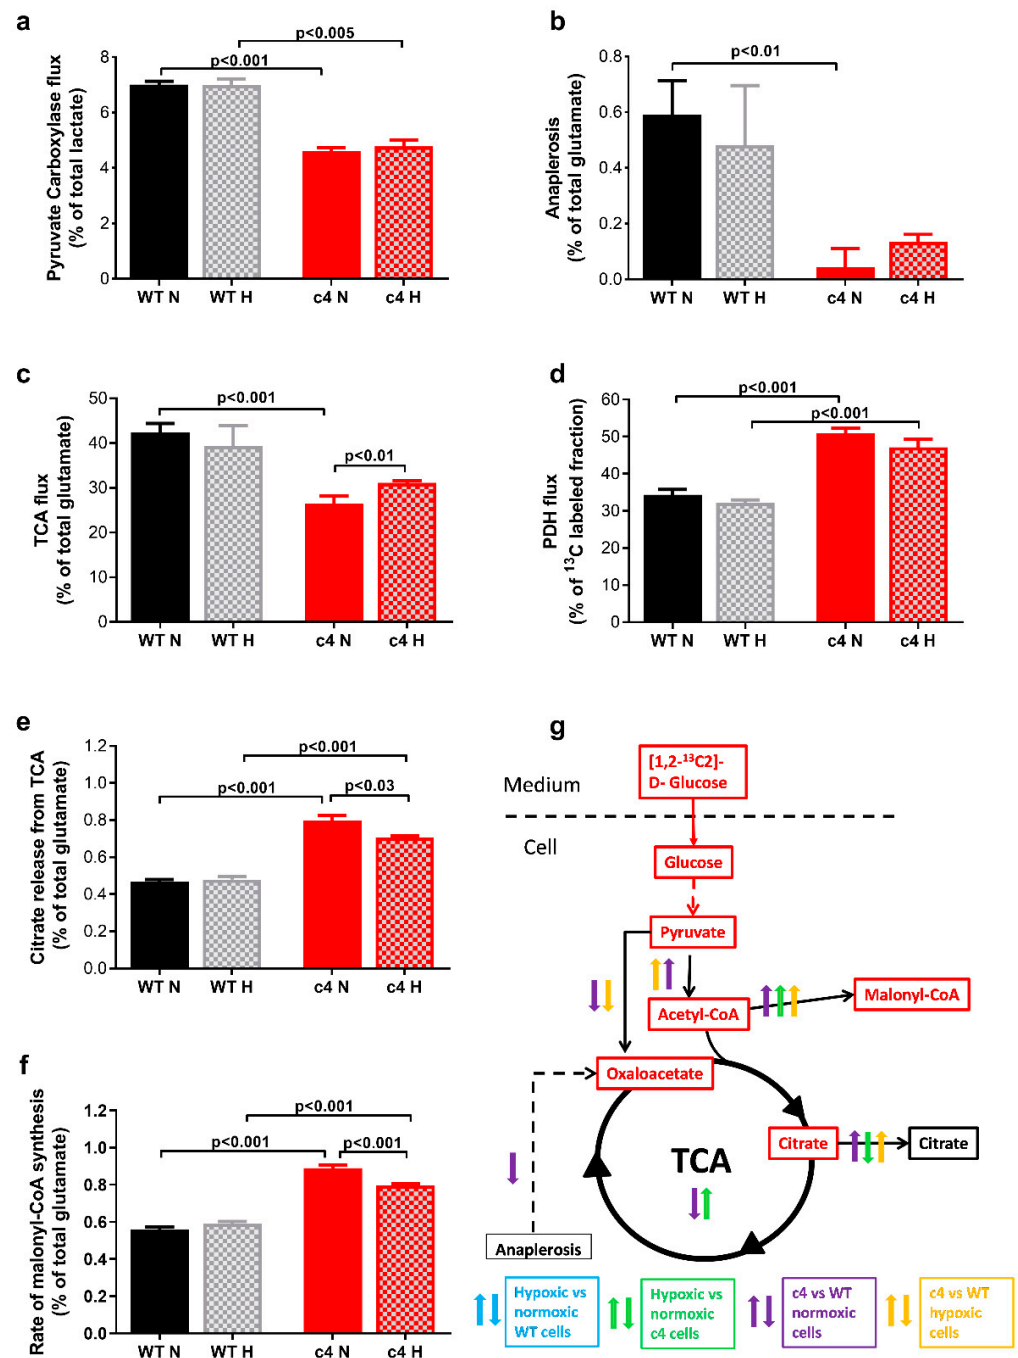 a
p<0.005
p<0.001
Pyruvate Carboxylase flux
(% of total lactate)
8
6
4
2
0
WT N
WT H
c4 N
c4 H
b
p<0.01
Anaplerosis
(% of total glutamate)
0.8
0.6
0.4
0.2
0.0
WT N
WT H
c4 N
c4 H
c
p<0.001
p<0.01
TCA flux
(% of total glutamate)
50
40
30
20
10
0
WT N
WT H
c4 N
c4 H
d
p<0.001
p<0.001
PDH flux
(% of ¹³C labeled fraction)
60
50
40
30
20
10
0
WT N
WT H
c4 N
c4 H
e
p<0.001
p<0.001
p<0.03
Citrate release from TCA
(% of total glutamate)
1.2
1.0
0.8
0.6
0.4
0.2
0.0
WT N
WT H
c4 N
c4 H
f
p<0.001
p<0.001
p<0.001
Rate of malonyl-CoA synthesis
(% of total glutamate)
1.2
1.0
0.8
0.6
0.4
0.2
0.0
WT N
WT H
c4 N
c4 H
g
[1,2-¹³C2]-
D- Glucose
Medium
Cell
Glucose
Pyruvate
Acetyl-CoA
Malonyl-CoA
Oxaloacetate
Citrate
Citrate
TCA
Anaplerosis
Hypoxic vs
normoxic
WT cells
Hypoxic vs
normoxic
c4 cells
c4 vs WT
normoxic
cells
c4 vs WT
hypoxic
cells